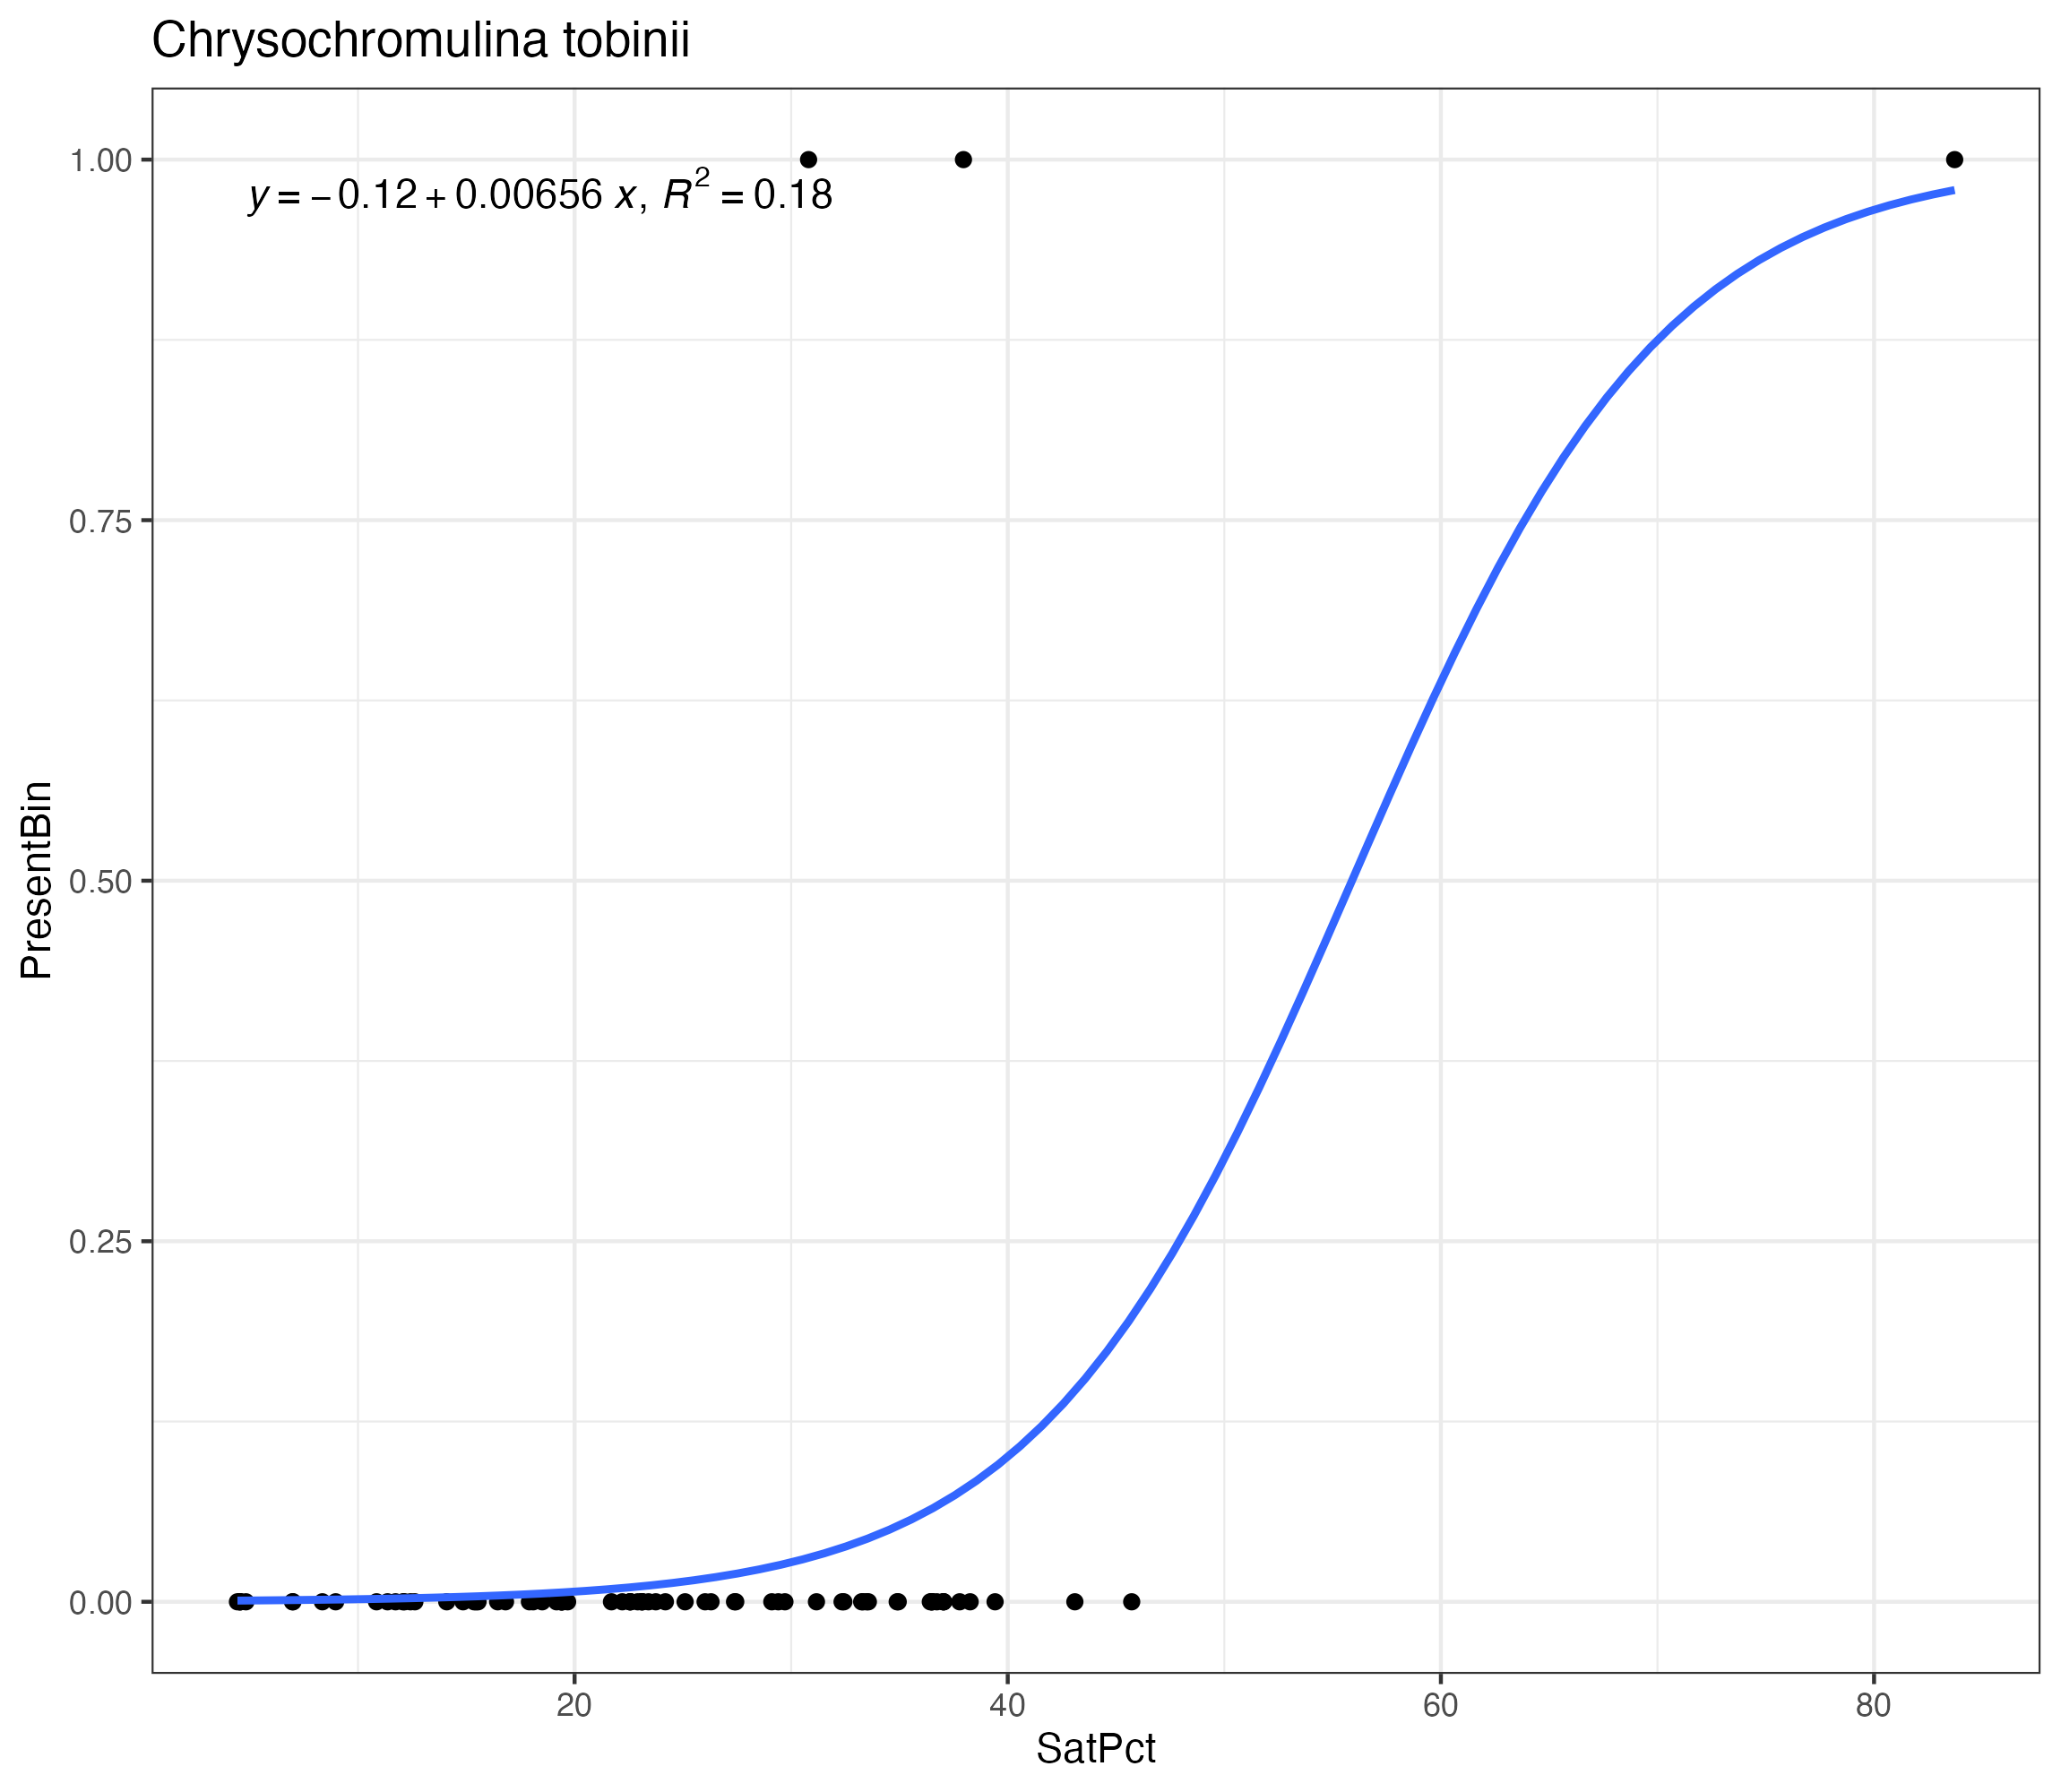 Chrysochromulina tobinii
y = −0.12 + 0.00656 x, R² = 0.18
1.00
0.75
0.50
0.25
0.00
PresentBin
20 40 60 80
SatPct